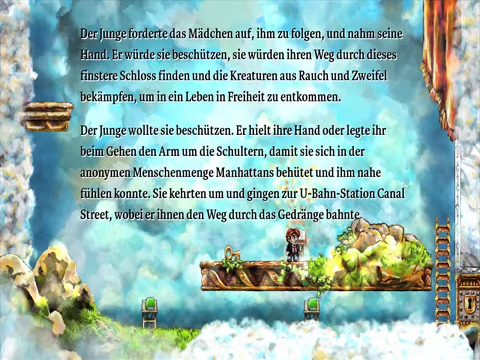 Der Junge forderte das Mädchen auf, ihm zu folgen, und nahm seine
Hand. Er würde sie beschützen, sie würden ihren Weg durch dieses
finstere Schloss finden und die Kreaturen aus Rauch und Zweifel
bekämpfen, um in ein Leben in Freiheit zu entkommen.
Der Junge wollte sie beschützen. Er hielt ihre Hand oder legte ihr
beim Gehen den Arm um die Schultern, damit sie sich in der
anonymen Menschenmenge Manhattans behütet und ihm nahe
fühlen konnte. Sie kehrten um und gingen zur U-Bahn-Station Canal
Street, wobei er ihnen den Weg durch das Gedränge bahnte.